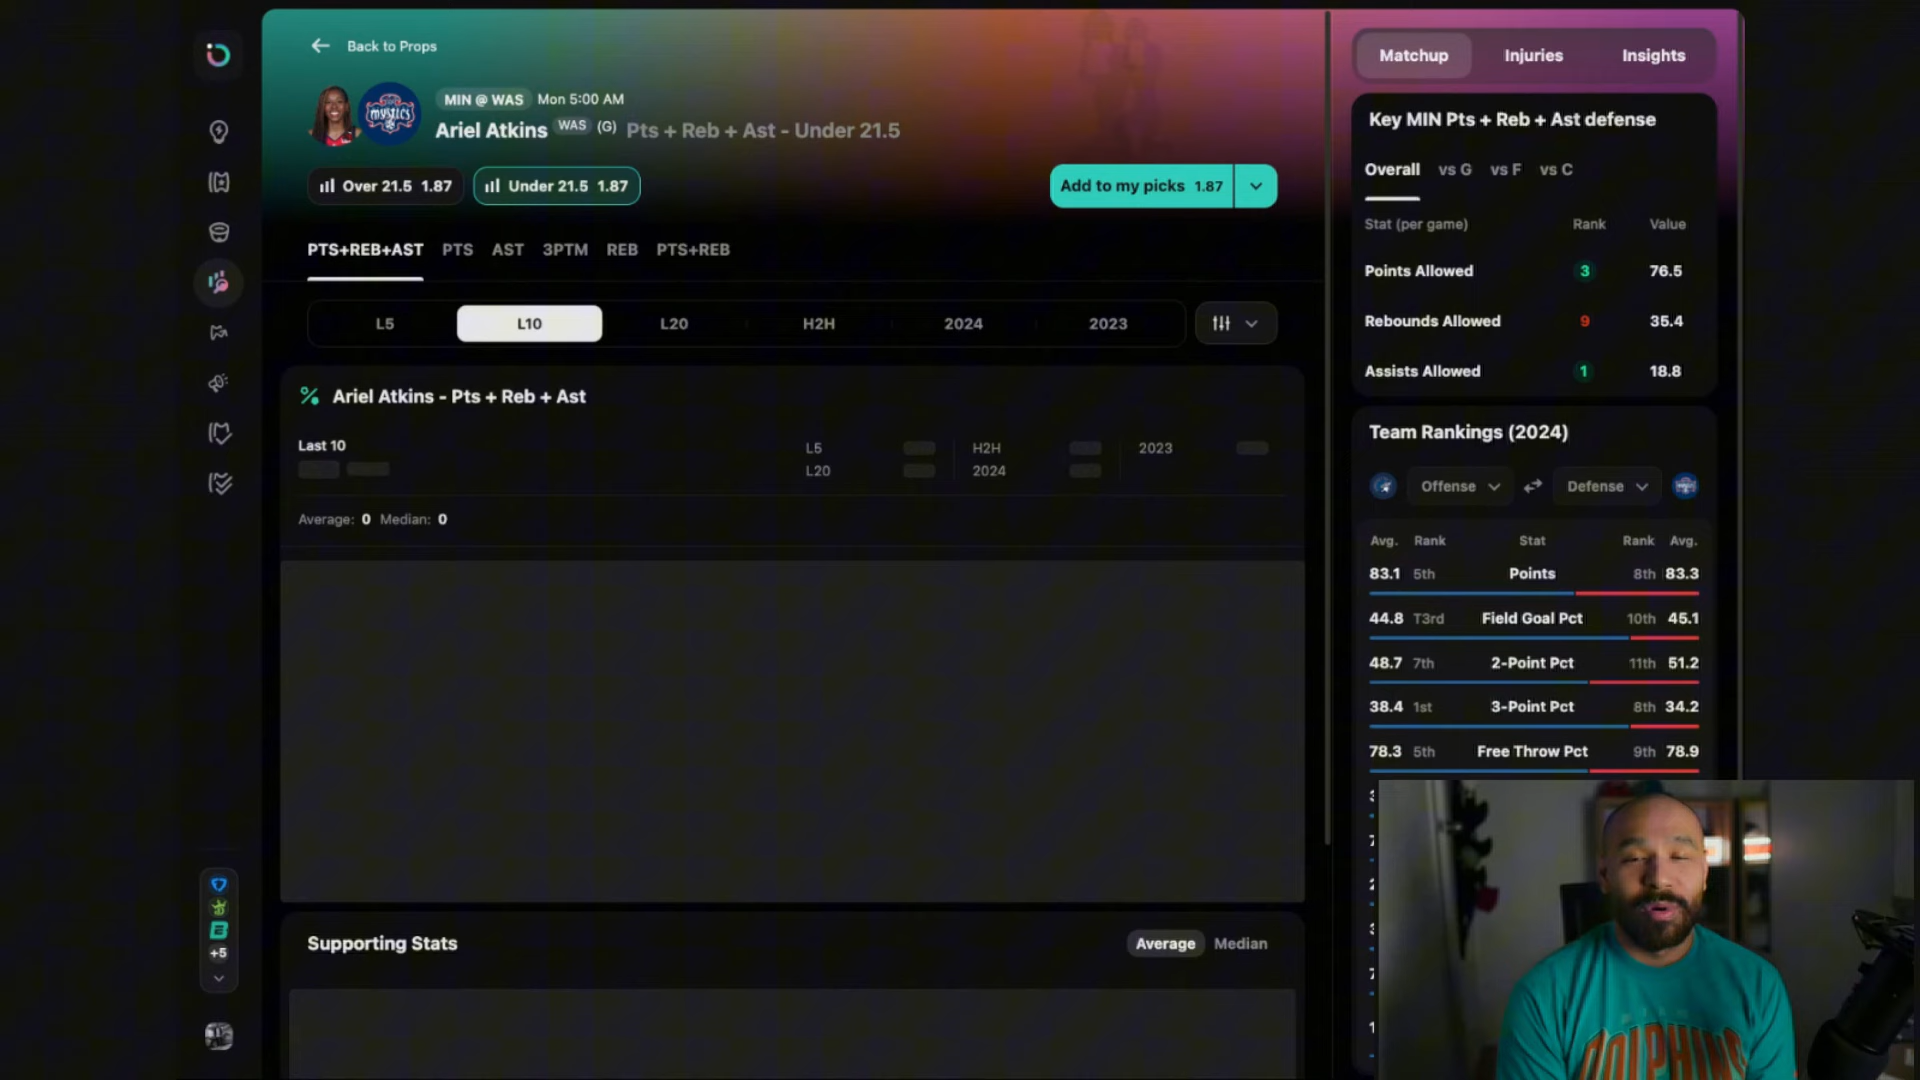 Back to Props
MIN @ WAS Mon 5:00 AM
Ariel Atkins WAS (G) Pts + Reb + Ast - Under 21.5
MYSTICS
Over 21.5 1.87
Under 21.5 1.87
Add to my picks 1.87
PTS+REB+AST PTS AST 3PTM REB PTS+REB
L5 L10 L20 H2H 2024 2023
% Ariel Atkins - Pts + Reb + Ast
Last 10
L5 H2H 2023
L20 2024
Average: 0 Median: 0
Supporting Stats
Average Median
+5
Matchup Injuries Insights
Key MIN Pts + Reb + Ast defense
Overall vs G vs F vs C
Stat (per game) Rank Value
Points Allowed 3 76.5
Rebounds Allowed 9 35.4
Assists Allowed 1 18.8
Team Rankings (2024)
Offense Defense
Avg. Rank Stat Rank Avg.
83.1 5th Points 8th 83.3
44.8 T3rd Field Goal Pct 10th 45.1
48.7 7th 2-Point Pct 11th 51.2
38.4 1st 3-Point Pct 8th 34.2
78.3 5th Free Throw Pct 9th 78.9
DOLPHINS